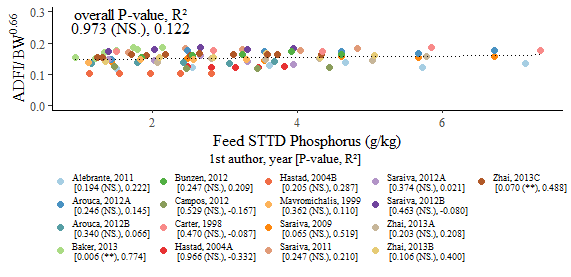 overall P-value, R²
0.973 (NS.), 0.122
ADFI/BW^0.66
0.3
0.2
0.1
0.0
2
4
6
Feed STTD Phosphorus (g/kg)
1st author, year [P-value, R²]
Alebrante, 2011
[0.194 (NS.), 0.222]
Arouca, 2012A
[0.246 (NS.), 0.145]
Arouca, 2012B
[0.340 (NS.), 0.066]
Baker, 2013
[0.006 (**), 0.774]
Bunzen, 2012
[0.247 (NS.), 0.209]
Campos, 2012
[0.529 (NS.), -0.167]
Carter, 1998
[0.470 (NS.), -0.087]
Hastad, 2004A
[0.966 (NS.), -0.332]
Hastad, 2004B
[0.205 (NS.), 0.287]
Mavromichalis, 1999
[0.362 (NS.), 0.110]
Saraiva, 2009
[0.065 (NS.), 0.519]
Saraiva, 2011
[0.247 (NS.), 0.210]
Saraiva, 2012A
[0.374 (NS.), 0.021]
Saraiva, 2012B
[0.463 (NS.), -0.080]
Zhai, 2013A
[0.203 (NS.), 0.208]
Zhai, 2013B
[0.106 (NS.), 0.400]
Zhai, 2013C
[0.070 (**), 0.488]